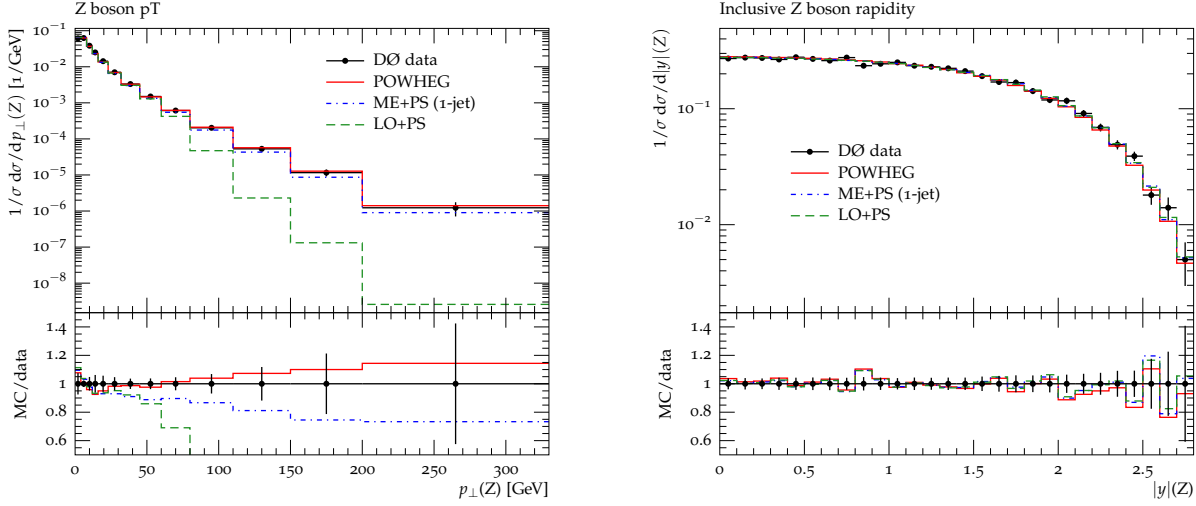 Z boson pT
10⁻¹
10⁻²
10⁻³
10⁻⁴
10⁻⁵
10⁻⁶
10⁻⁷
10⁻⁸
1/σ dσ/dp⊥(Z) [1/GeV]
DØ data
POWHEG
ME+PS (1-jet)
LO+PS
1.4
1.2
1
0.8
0.6
MC/data
0 50 100 150 200 250 300
p⊥(Z) [GeV]
Inclusive Z boson rapidity
10⁻¹
10⁻²
1/σ dσ/d|y|(Z)
DØ data
POWHEG
ME+PS (1-jet)
LO+PS
1.4
1.2
1
0.8
0.6
MC/data
0 0.5 1 1.5 2 2.5
|y|(Z)